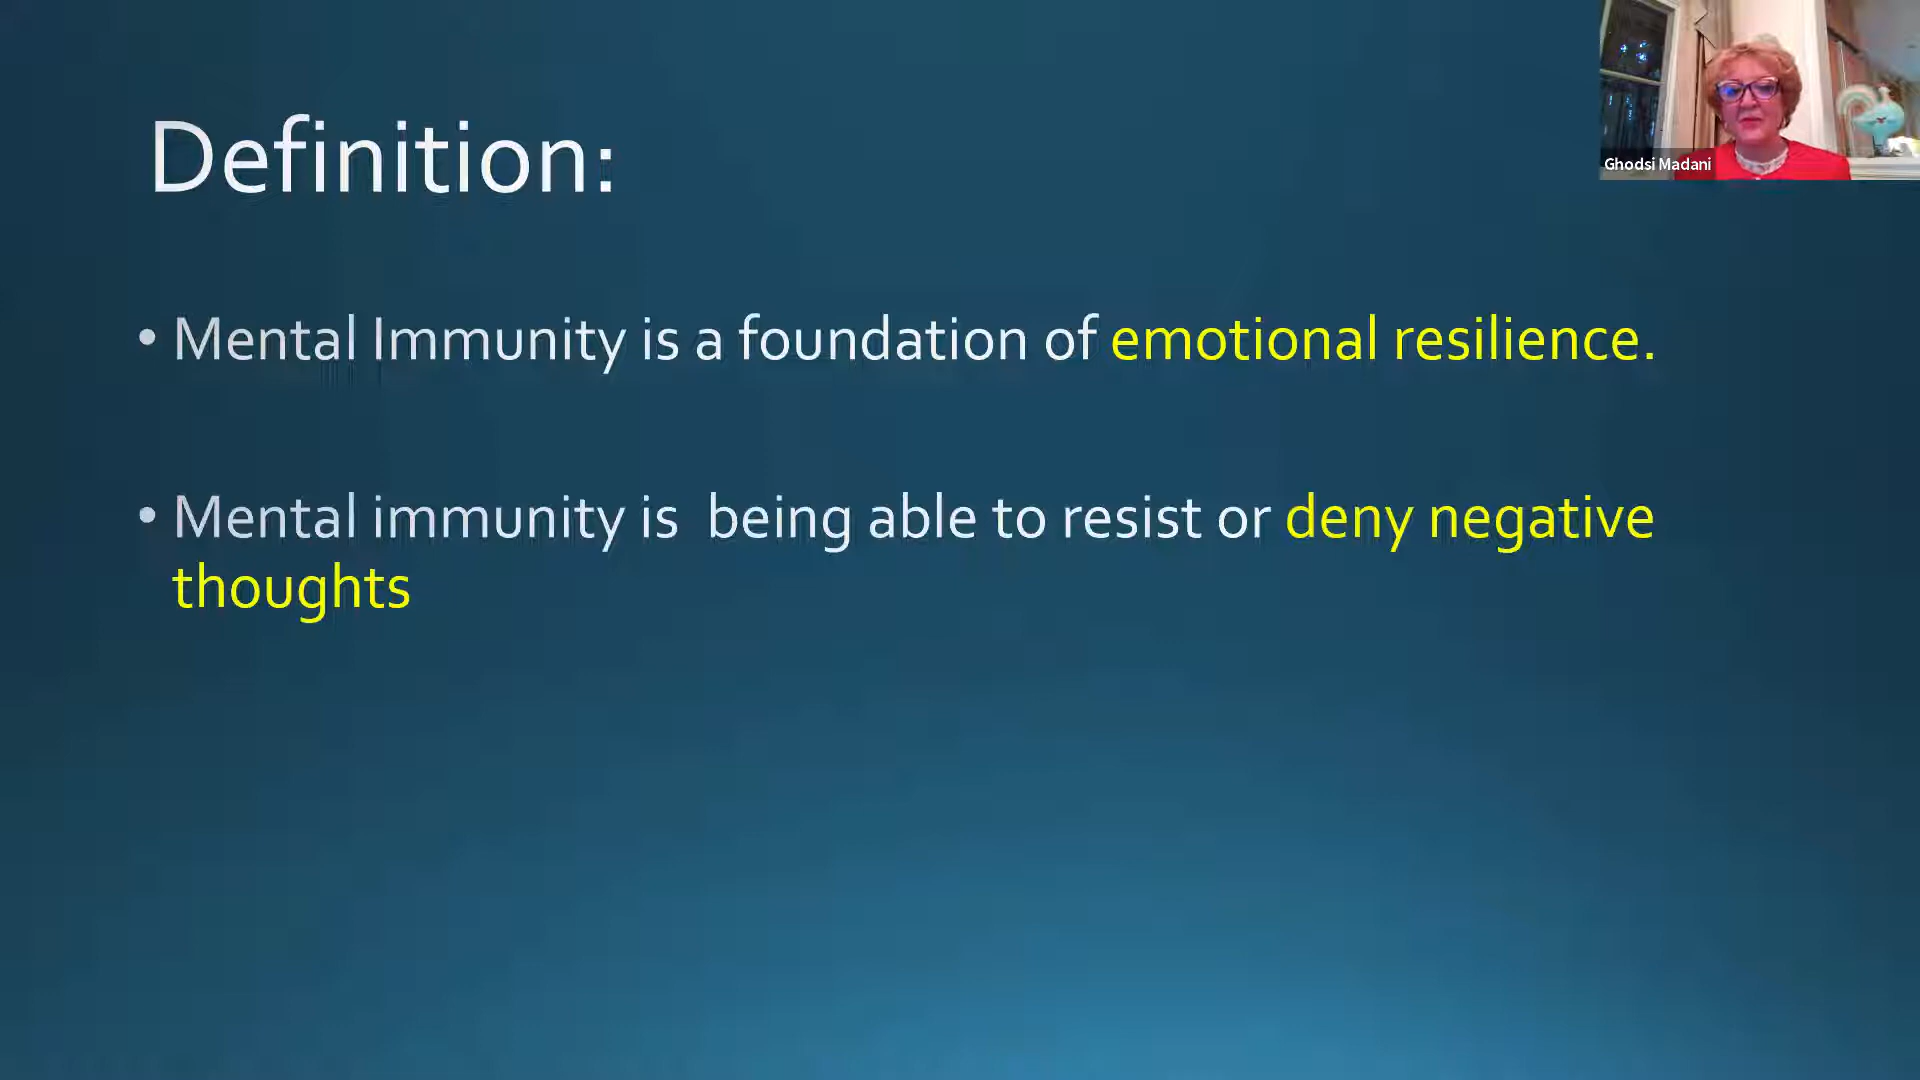 Ghodsi Madani
Definition:
• Mental Immunity is a foundation of emotional resilience.
• Mental immunity is  being able to resist or deny negative
thoughts